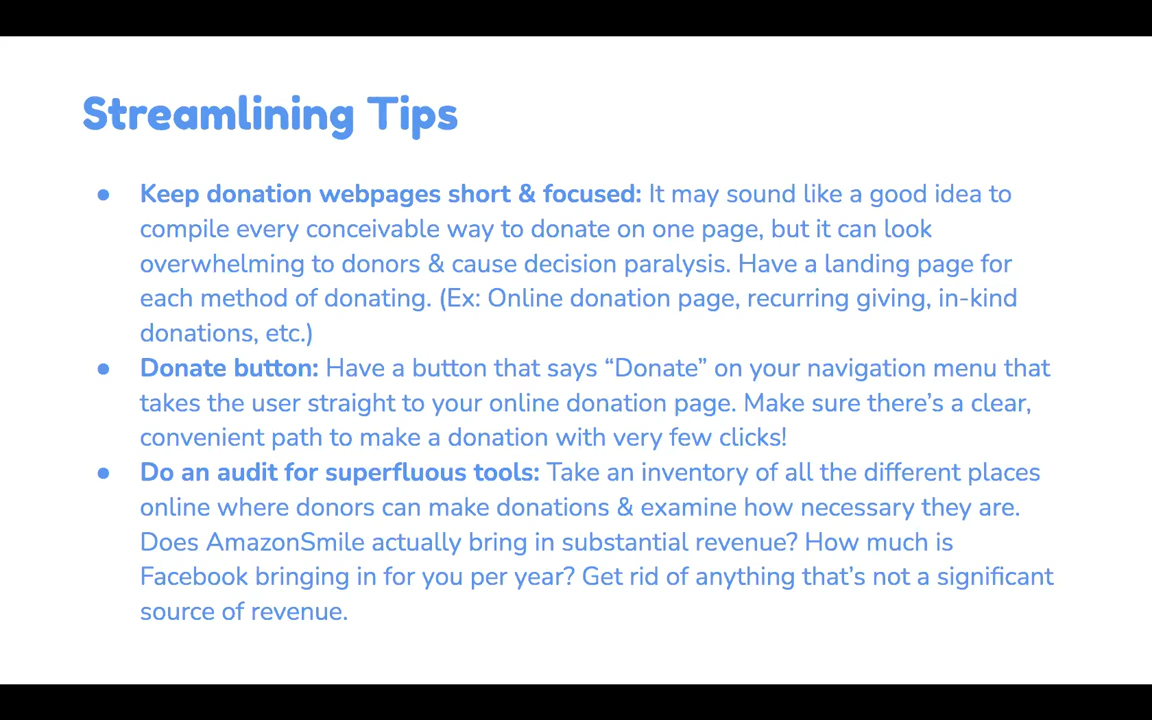 Streamlining Tips
● Keep donation webpages short & focused: It may sound like a good idea to
compile every conceivable way to donate on one page, but it can look
overwhelming to donors & cause decision paralysis. Have a landing page for
each method of donating. (Ex: Online donation page, recurring giving, in-kind
donations, etc.)
● Donate button: Have a button that says “Donate” on your navigation menu that
takes the user straight to your online donation page. Make sure there’s a clear,
convenient path to make a donation with very few clicks!
● Do an audit for superfluous tools: Take an inventory of all the different places
online where donors can make donations & examine how necessary they are.
Does AmazonSmile actually bring in substantial revenue? How much is
Facebook bringing in for you per year? Get rid of anything that’s not a significant
source of revenue.